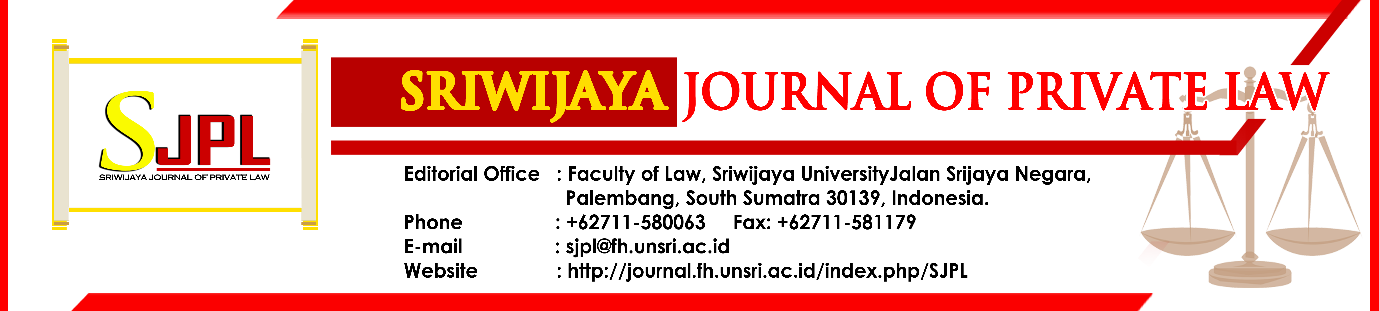 SJPL
SRIWIJAYA JOURNAL OF PRIVATE LAW
SRIWIJAYA JOURNAL OF PRIVATE LAW
Editorial Office : Faculty of Law, Sriwijaya UniversityJalan Srijaya Negara,
Palembang, South Sumatra 30139, Indonesia.
Phone : +62711-580063 Fax: +62711-581179
E-mail : sjpl@fh.unsri.ac.id
Website : http://journal.fh.unsri.ac.id/index.php/SJPL